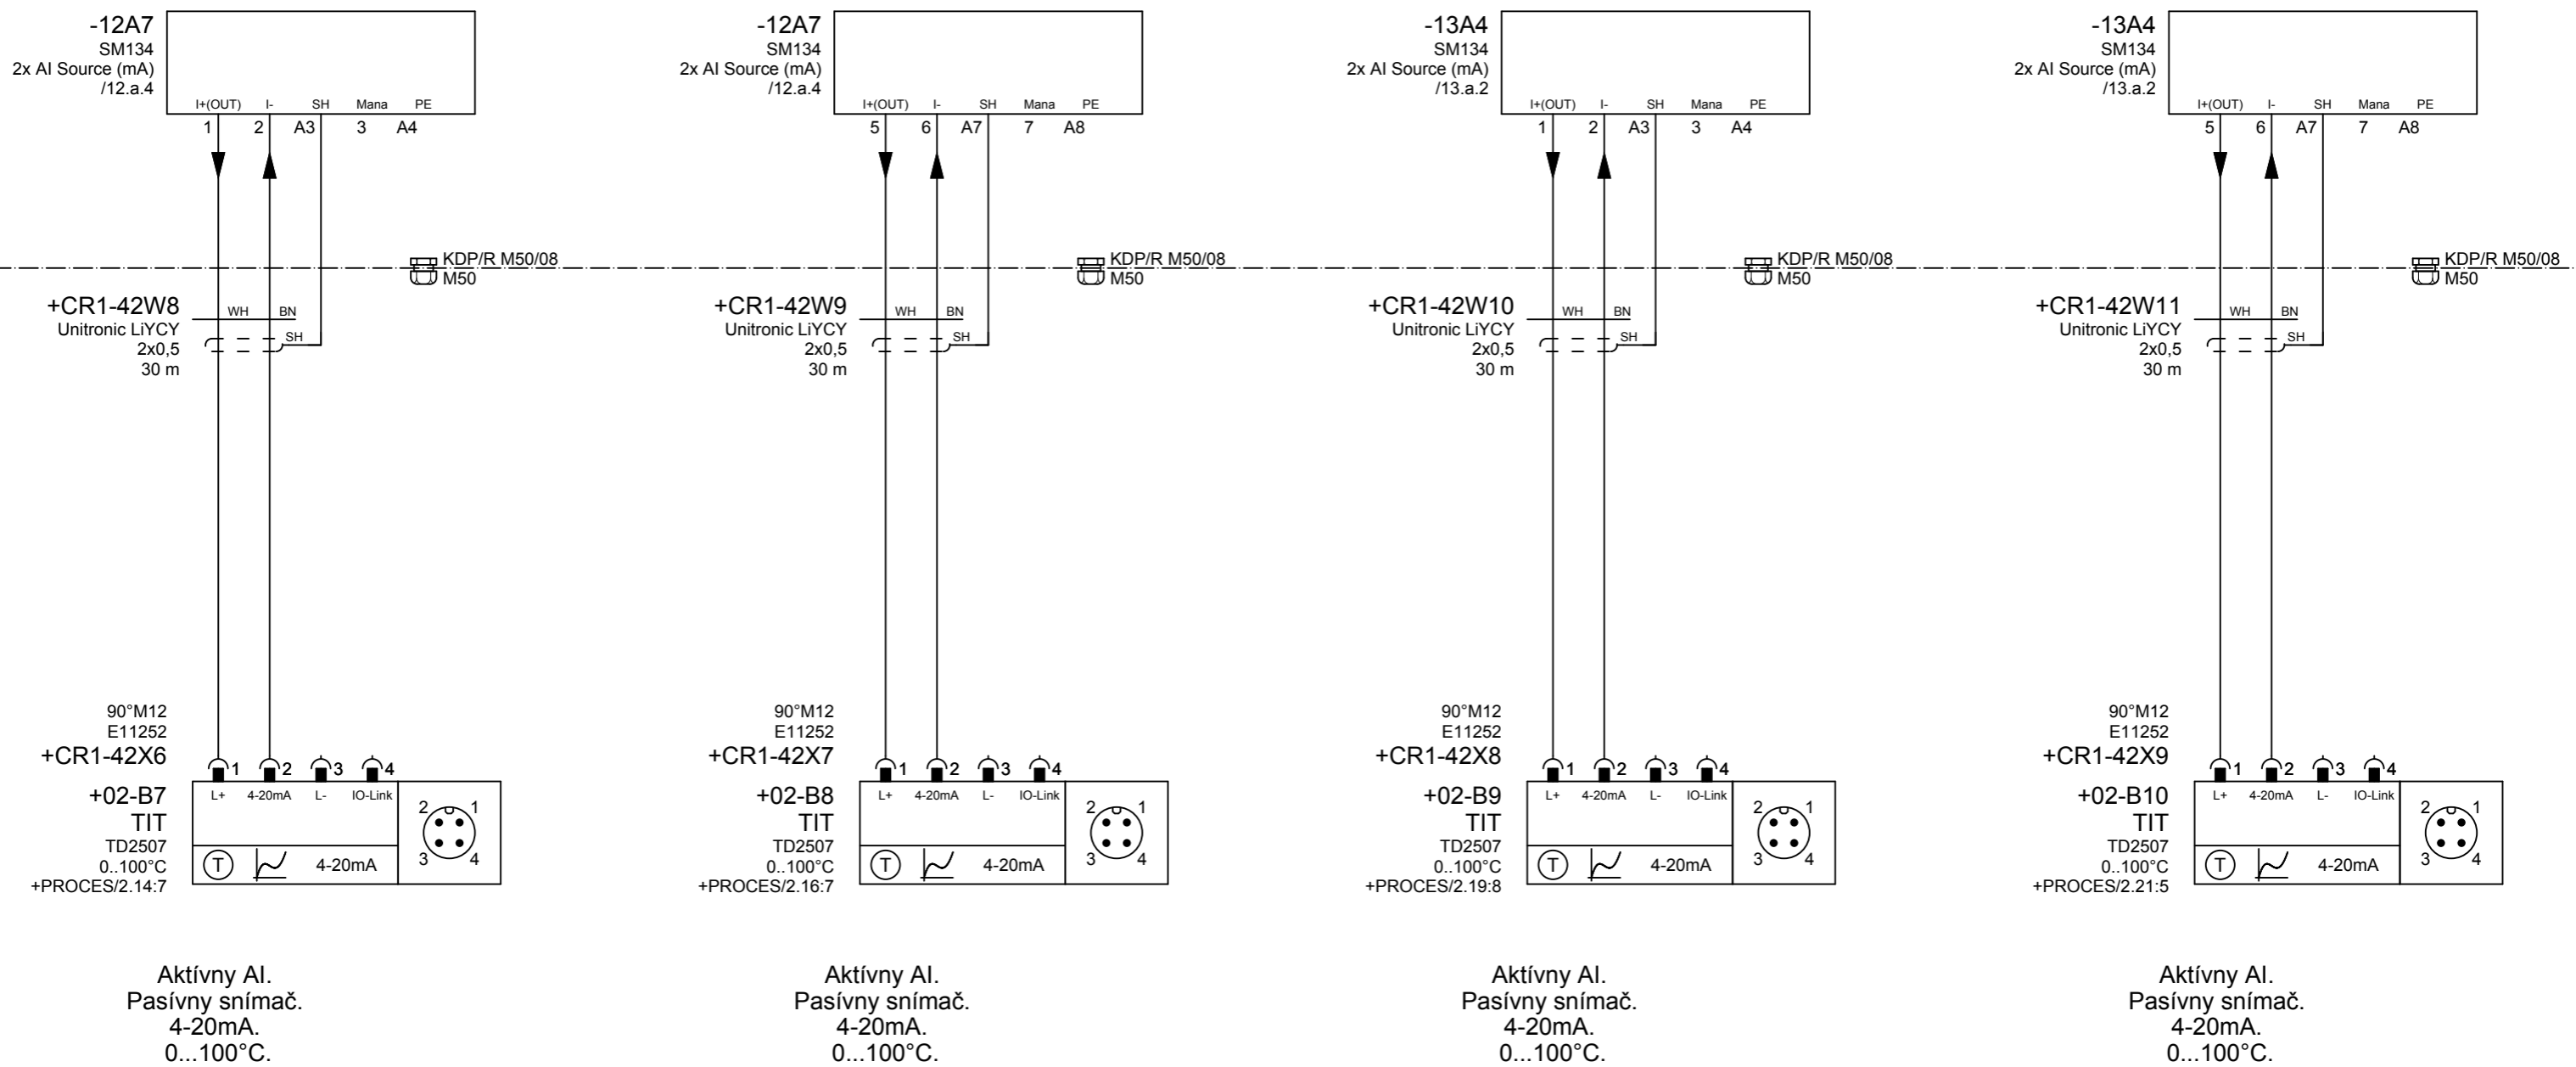 -12A7
SM134
2x AI Source (mA)
/12.a.4
I+(OUT) I- SH Mana PE
1 2 A3 3 A4
KDP/R M50/08
M50
+CR1-42W8
Unitronic LiYCY
2x0,5
30 m
WH BN
SH
90°M12
E11252
+CR1-42X6
1 2 3 4
+02-B7
TIT
TD2507
0..100°C
+PROCES/2.14:7
L+ 4-20mA L- IO-Link
T 4-20mA
2 1
3 4
Aktívny AI.
Pasívny snímač.
4-20mA.
0...100°C.
-12A7
SM134
2x AI Source (mA)
/12.a.4
I+(OUT) I- SH Mana PE
5 6 A7 7 A8
KDP/R M50/08
M50
+CR1-42W9
Unitronic LiYCY
2x0,5
30 m
WH BN
SH
90°M12
E11252
+CR1-42X7
1 2 3 4
+02-B8
TIT
TD2507
0..100°C
+PROCES/2.16:7
L+ 4-20mA L- IO-Link
T 4-20mA
2 1
3 4
Aktívny AI.
Pasívny snímač.
4-20mA.
0...100°C.
-13A4
SM134
2x AI Source (mA)
/13.a.2
I+(OUT) I- SH Mana PE
1 2 A3 3 A4
KDP/R M50/08
M50
+CR1-42W10
Unitronic LiYCY
2x0,5
30 m
WH BN
SH
90°M12
E11252
+CR1-42X8
1 2 3 4
+02-B9
TIT
TD2507
0..100°C
+PROCES/2.19:8
L+ 4-20mA L- IO-Link
T 4-20mA
2 1
3 4
Aktívny AI.
Pasívny snímač.
4-20mA.
0...100°C.
-13A4
SM134
2x AI Source (mA)
/13.a.2
I+(OUT) I- SH Mana PE
5 6 A7 7 A8
KDP/R M50/08
M50
+CR1-42W11
Unitronic LiYCY
2x0,5
30 m
WH BN
SH
90°M12
E11252
+CR1-42X9
1 2 3 4
+02-B10
TIT
TD2507
0..100°C
+PROCES/2.21:5
L+ 4-20mA L- IO-Link
T 4-20mA
2 1
3 4
Aktívny AI.
Pasívny snímač.
4-20mA.
0...100°C.